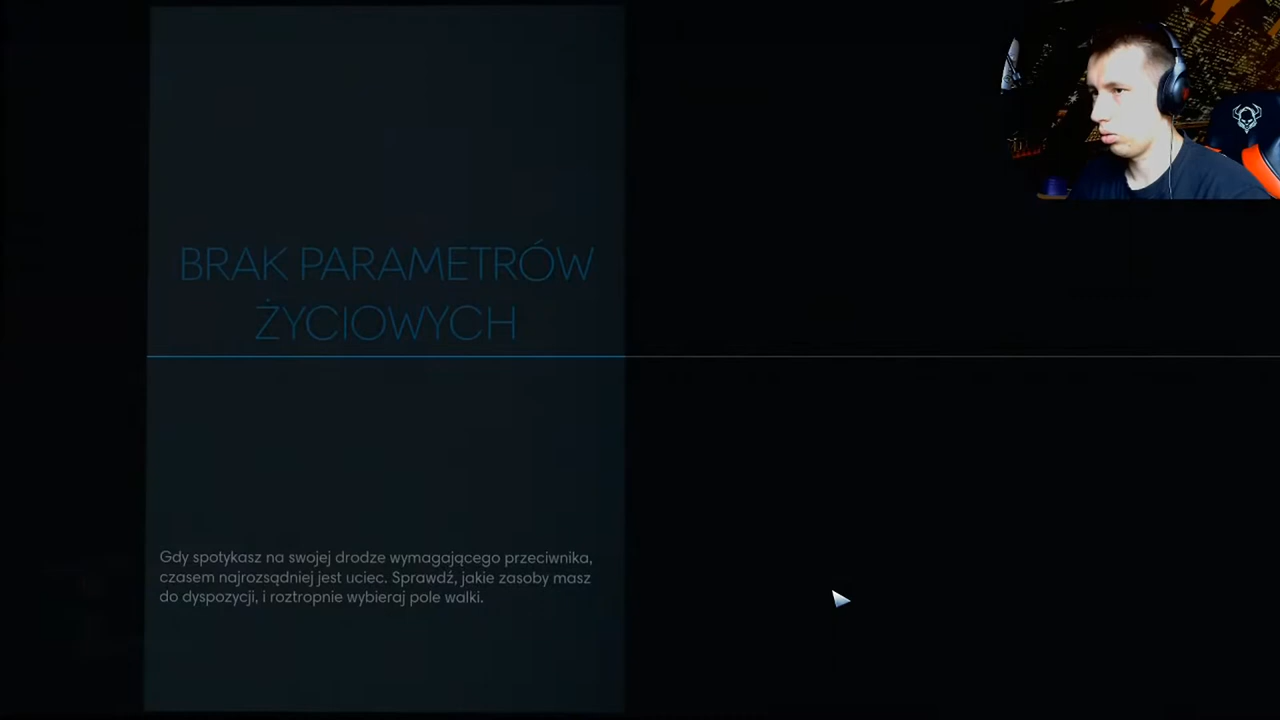 BRAK PARAMETRÓW
ŻYCIOWYCH
Gdy spotykasz na swojej drodze wymagającego przeciwnika,
czasem najrozsądniej jest uciec. Sprawdź, jakie zasoby masz
do dyspozycji, i roztropnie wybieraj pole walki.